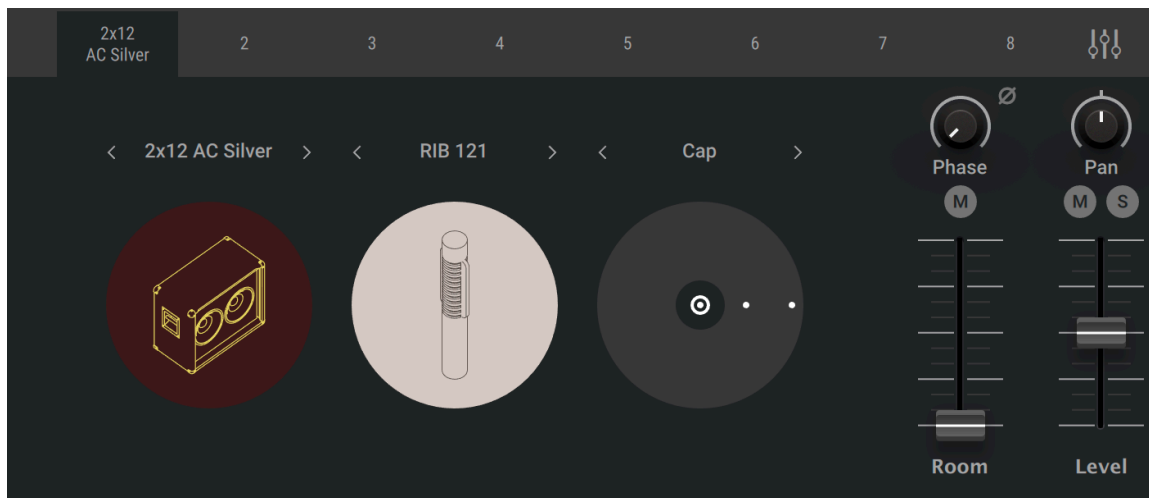 2x12
AC Silver
2
3
4
5
6
7
8
2x12 AC Silver
RIB 121
Cap
Phase
Pan
M
M
S
Room
Level